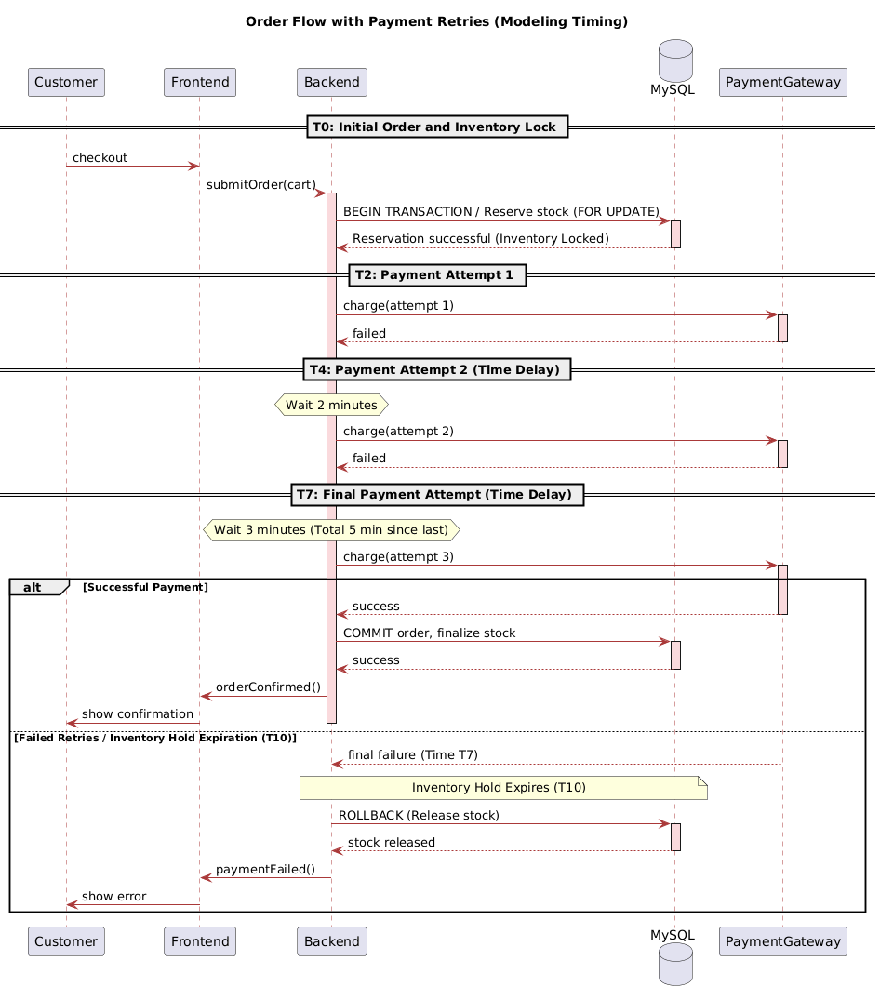 Order Flow with Payment Retries (Modeling Timing)
Customer
Frontend
Backend
MySQL
PaymentGateway
T0: Initial Order and Inventory Lock
checkout
submitOrder(cart)
BEGIN TRANSACTION / Reserve stock (FOR UPDATE)
Reservation successful (Inventory Locked)
T2: Payment Attempt 1
charge(attempt 1)
failed
T4: Payment Attempt 2 (Time Delay)
Wait 2 minutes
charge(attempt 2)
failed
T7: Final Payment Attempt (Time Delay)
Wait 3 minutes (Total 5 min since last)
charge(attempt 3)
alt
[Successful Payment]
success
COMMIT order, finalize stock
success
orderConfirmed()
show confirmation
[Failed Retries / Inventory Hold Expiration (T10)]
final failure (Time T7)
Inventory Hold Expires (T10)
ROLLBACK (Release stock)
stock released
paymentFailed()
show error
Customer
Frontend
Backend
MySQL
PaymentGateway